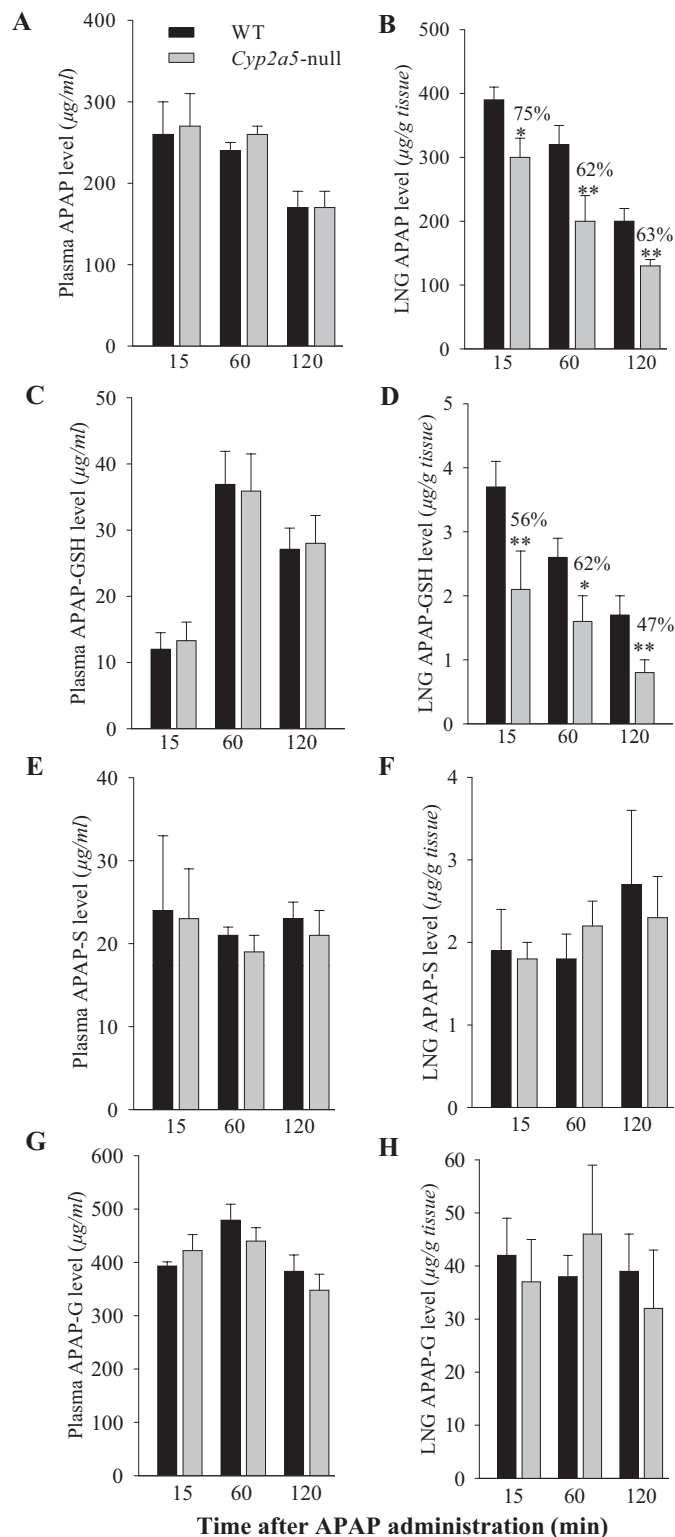 A
Plasma APAP level (µg/ml)
400
300
200
100
0
WT
Cyp2a5-null
15 60 120
B
LNG APAP level (µg/g tissue)
500
400
300
200
100
0
75%
*
62%
**
63%
**
15 60 120
C
Plasma APAP-GSH level (µg/ml)
50
40
30
20
10
0
15 60 120
D
LNG APAP-GSH level (µg/g tissue)
5
4
3
2
1
0
56%
**
62%
*
47%
**
15 60 120
E
Plasma APAP-S level (µg/ml)
40
30
20
10
0
15 60 120
F
LNG APAP-S level (µg/g tissue)
4
3
2
1
0
15 60 120
G
Plasma APAP-G level (µg/ml)
600
500
400
300
200
100
0
15 60 120
H
LNG APAP-G level (µg/g tissue)
60
50
40
30
20
10
0
15 60 120
Time after APAP administration (min)